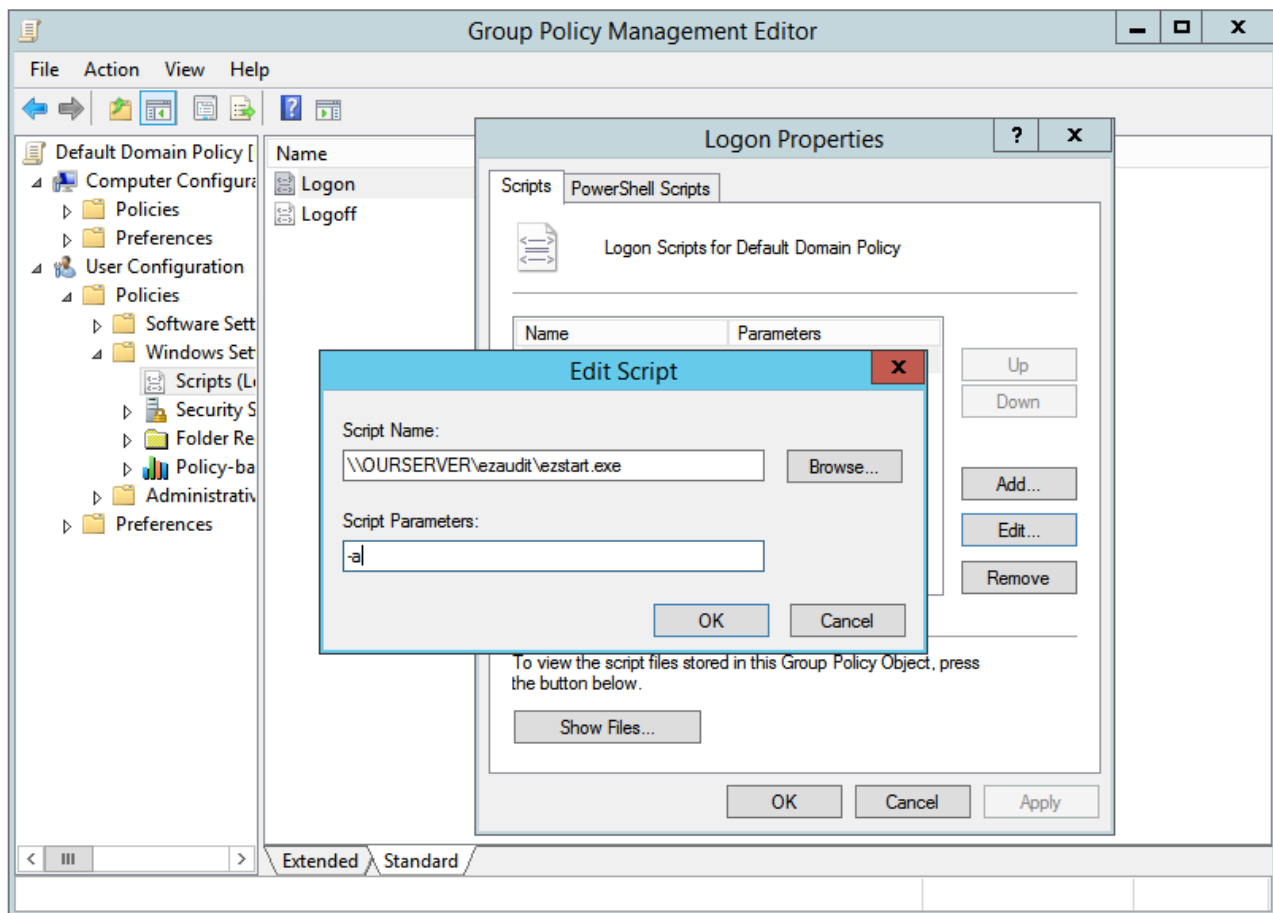 Group Policy Management Editor
File Action View Help
Default Domain Policy [
Computer Configura
Policies
Preferences
User Configuration
Policies
Software Sett
Windows Set
Scripts (L
Security S
Folder Re
Policy-ba
Administrativ
Preferences
Name
Logon
Logoff
Extended Standard
Logon Properties
Scripts PowerShell Scripts
Logon Scripts for Default Domain Policy
Name Parameters
Up
Down
Add...
Edit...
Remove
To view the script files stored in this Group Policy Object, press
the button below.
Show Files...
OK Cancel Apply
Edit Script
Script Name:
\\OURSERVER\ezaudit\ezstart.exe
Browse...
Script Parameters:
-a
OK Cancel